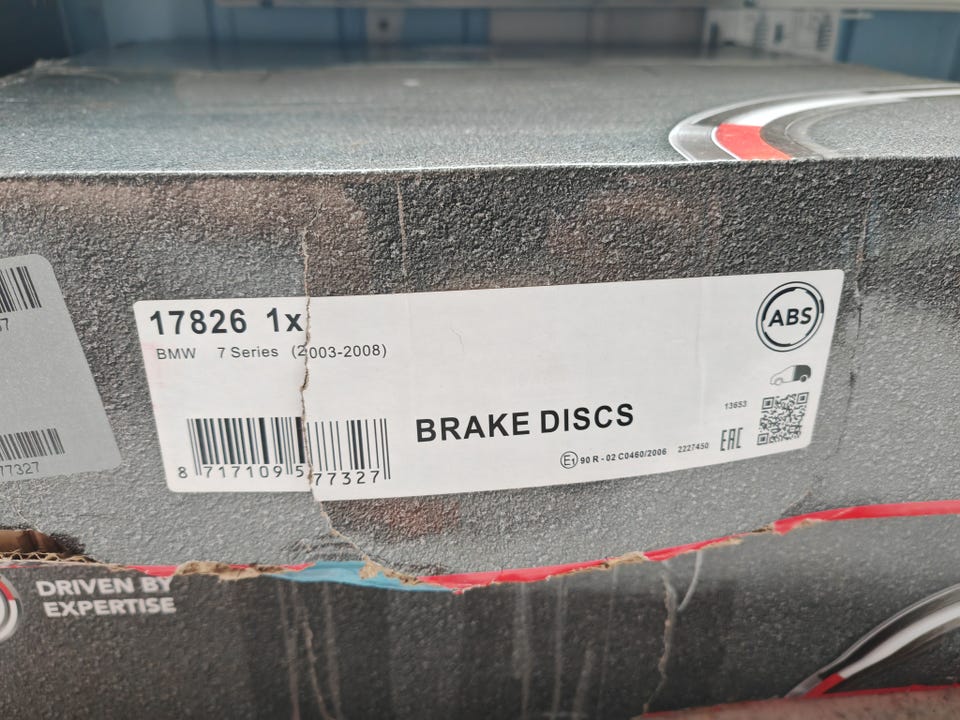 17826 1x
BMW 7 Series (2003-2008)
ABS
BRAKE DISCS
13653
8 717109 577327
E1 90 R - 02 C0460/2006 2227450
EAC
77327
DRIVEN BY
EXPERTISE